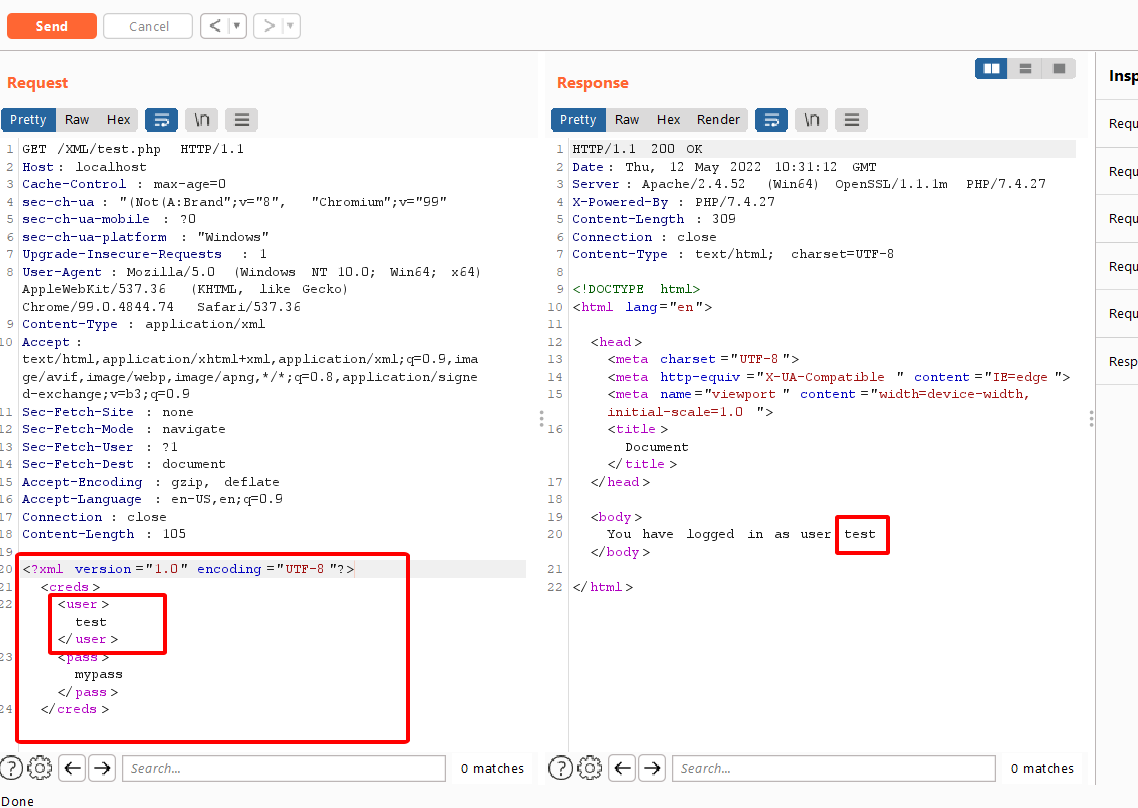 Send
Cancel
Request
Pretty Raw Hex \n
1 GET /XML/test.php HTTP/1.1
2 Host : localhost
3 Cache-Control : max-age=0
4 sec-ch-ua : "(Not(A:Brand";v="8", "Chromium";v="99"
5 sec-ch-ua-mobile : ?0
6 sec-ch-ua-platform : "Windows"
7 Upgrade-Insecure-Requests : 1
8 User-Agent : Mozilla/5.0 (Windows NT 10.0; Win64; x64)
AppleWebKit/537.36 (KHTML, like Gecko)
Chrome/99.0.4844.74 Safari/537.36
9 Content-Type : application/xml
10 Accept :
text/html,application/xhtml+xml,application/xml;q=0.9,ima
ge/avif,image/webp,image/apng,*/*;q=0.8,application/signe
d-exchange;v=b3;q=0.9
11 Sec-Fetch-Site : none
12 Sec-Fetch-Mode : navigate
13 Sec-Fetch-User : ?1
14 Sec-Fetch-Dest : document
15 Accept-Encoding : gzip, deflate
16 Accept-Language : en-US,en;q=0.9
17 Connection : close
18 Content-Length : 105
19
20 <?xml version ="1.0" encoding ="UTF-8 "?>
21 <creds >
22 <user >
test
</user >
23 <pass >
mypass
</pass >
24 </creds >
Search...
0 matches
Response
Pretty Raw Hex Render \n
1 HTTP/1.1 200 OK
2 Date : Thu, 12 May 2022 10:31:12 GMT
3 Server : Apache/2.4.52 (Win64) OpenSSL/1.1.1m PHP/7.4.27
4 X-Powered-By : PHP/7.4.27
5 Content-Length : 309
6 Connection : close
7 Content-Type : text/html; charset=UTF-8
8
9 <!DOCTYPE html>
10 <html lang ="en ">
11
12 <head >
13 <meta charset ="UTF-8 ">
14 <meta http-equiv ="X-UA-Compatible " content ="IE=edge ">
15 <meta name ="viewport " content ="width=device-width,
initial-scale=1.0 ">
16 <title >
Document
</title >
17 </head >
18
19 <body >
20 You have logged in as user test
</body >
21
22 </html >
Search...
0 matches
Insp
Requ
Requ
Requ
Requ
Requ
Resp
Done